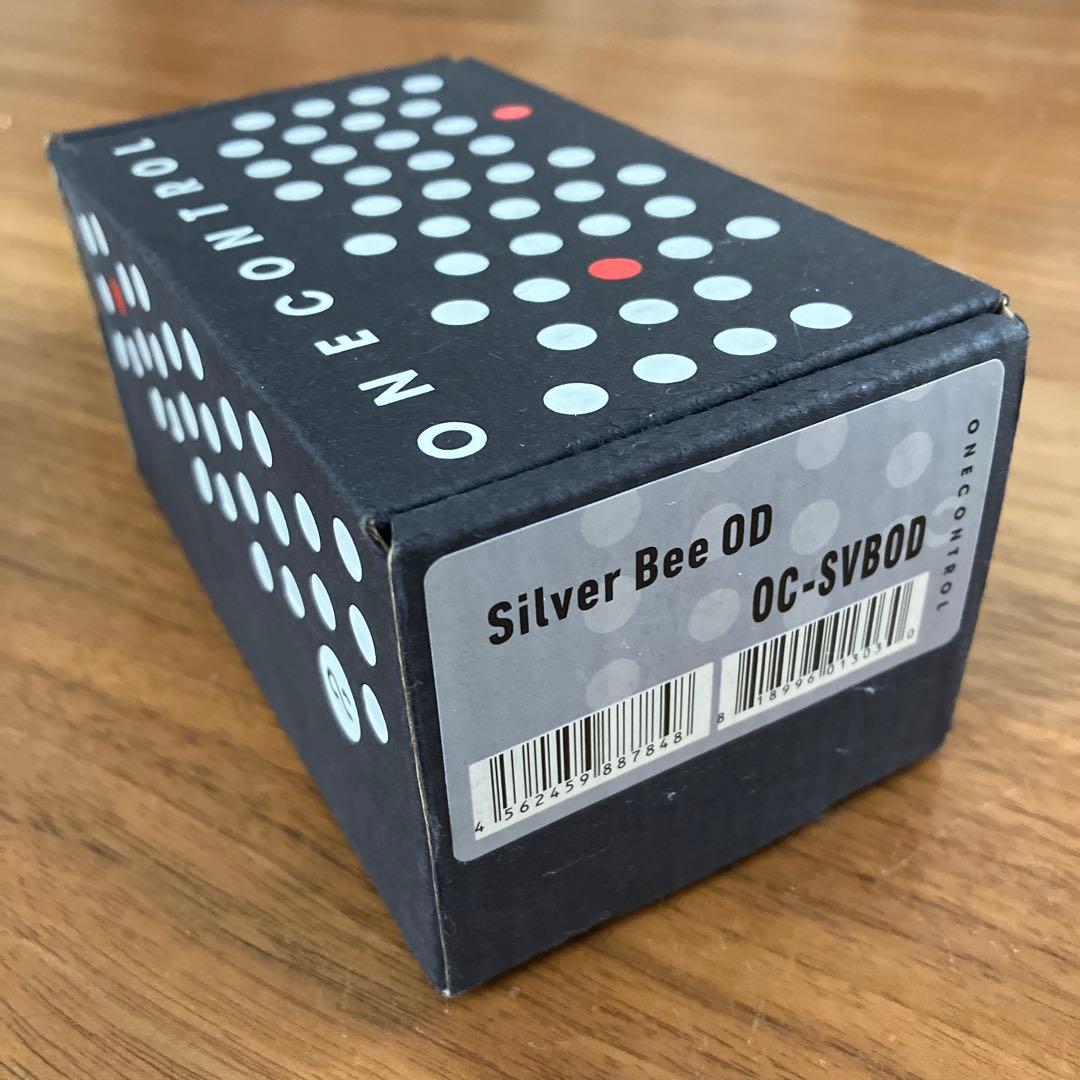 ONE CONTROL
Silver Bee OD
OC-SVBOD
4 562459 887848
8 18996 01303 0
ONECONTROL